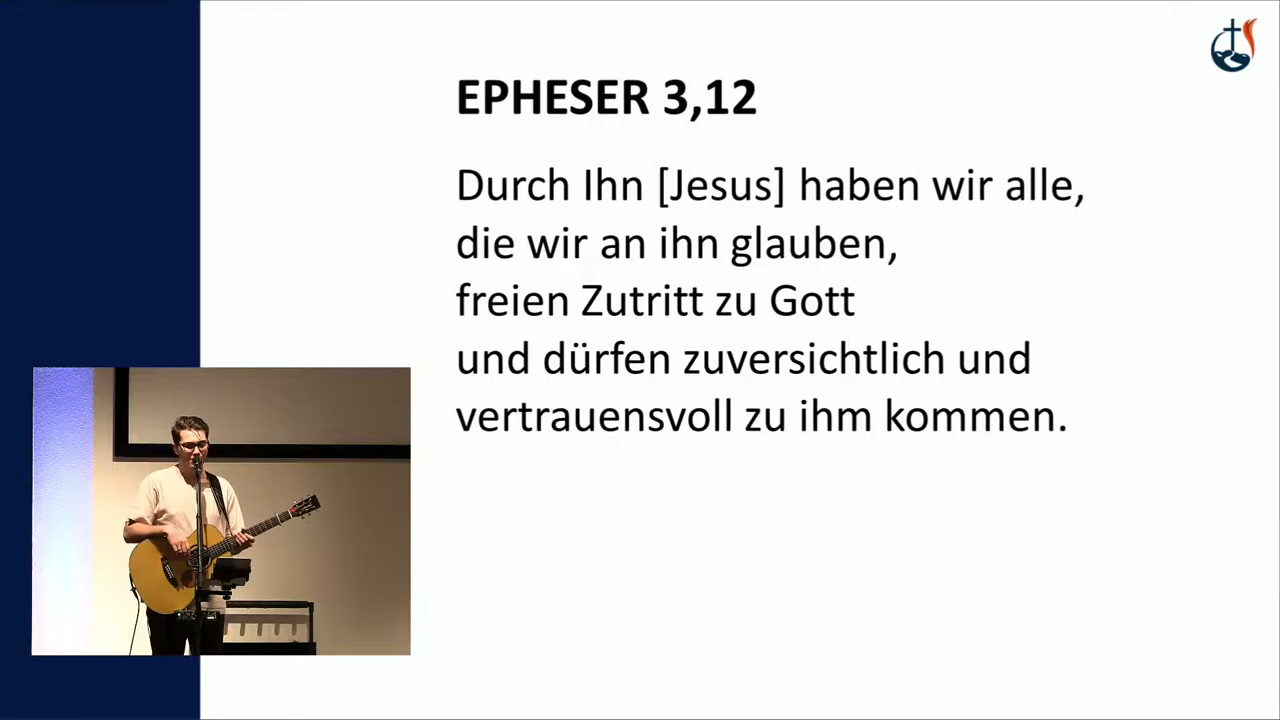 EPHESER 3,12
Durch Ihn [Jesus] haben wir alle,
die wir an ihn glauben,
freien Zutritt zu Gott
und dürfen zuversichtlich und
vertrauensvoll zu ihm kommen.